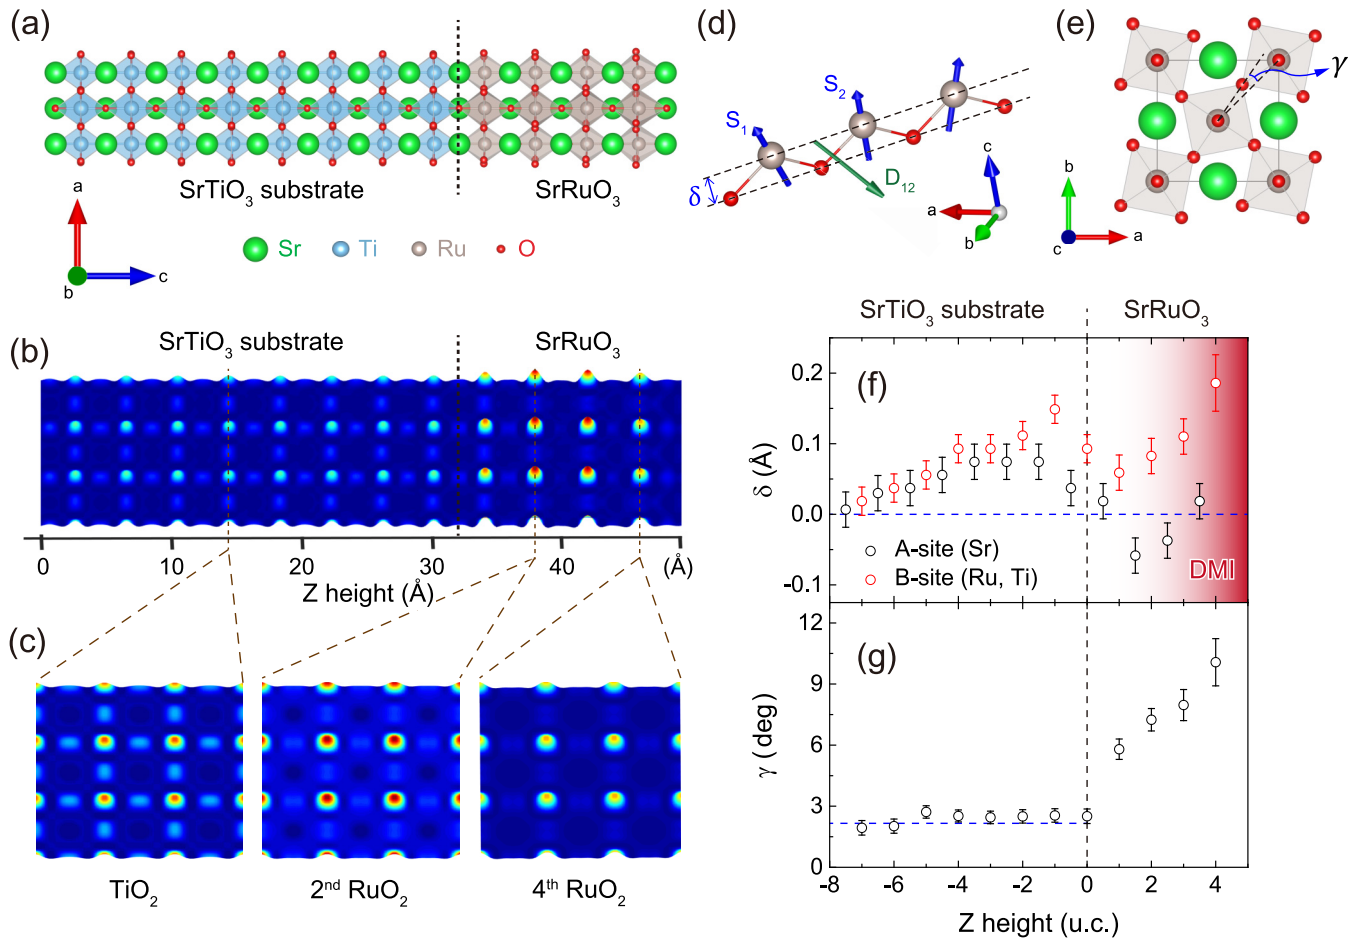 (a)
SrTiO₃ substrate
SrRuO₃
a
c
b
Sr
Ti
Ru
O
(b)
SrTiO₃ substrate
SrRuO₃
0
10
20
30
40
(Å)
Z height (Å)
(c)
TiO₂
2ⁿᵈ RuO₂
4ᵗʰ RuO₂
(d)
S₁
S₂
δ
D₁₂
c
a
b
(e)
γ
b
c
a
SrTiO₃ substrate
SrRuO₃
(f)
0.2
0.1
0.0
-0.1
δ (Å)
A-site (Sr)
B-site (Ru, Ti)
DMI
(g)
12
9
6
3
0
γ (deg)
-8
-6
-4
-2
0
2
4
Z height (u.c.)